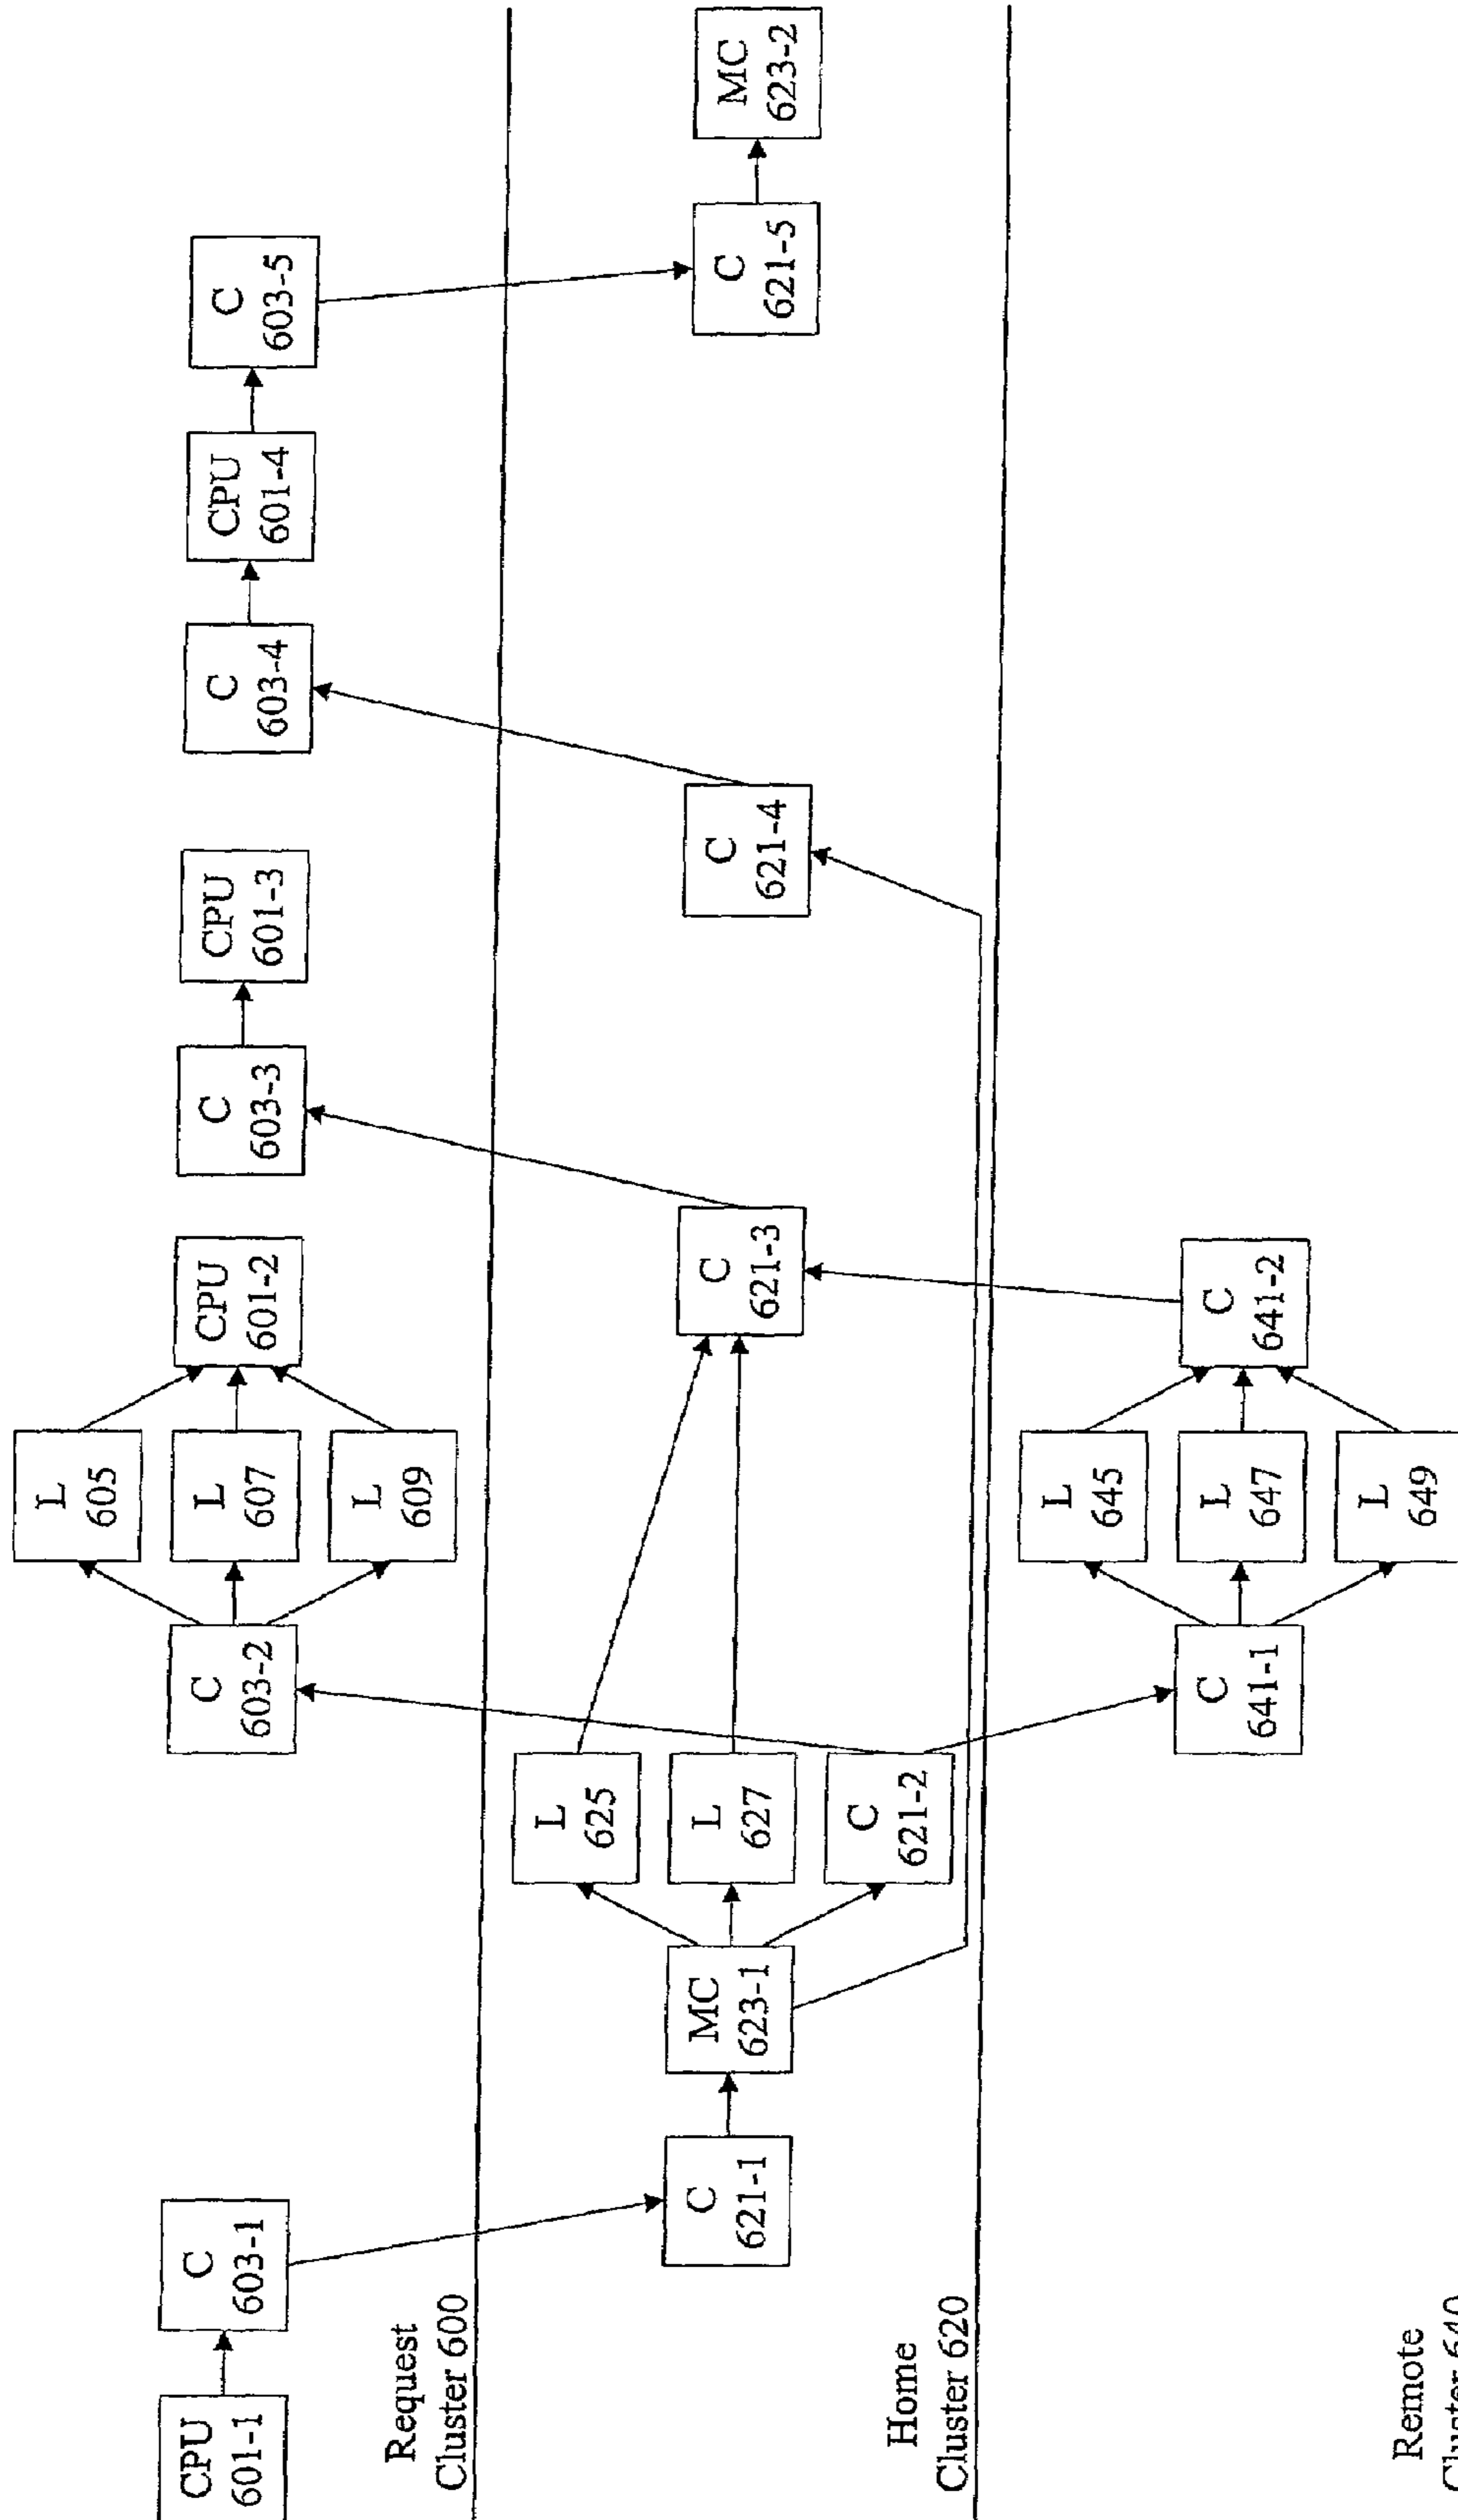 CPU
601-1
C
603-1
Request
Cluster 600
C
603-2
L
605
L
607
L
609
CPU
601-2
C
603-3
CPU
601-3
C
603-4
CPU
601-4
C
603-5
Home
Cluster 620
C
621-1
MC
623-1
L
625
L
627
C
621-2
C
621-3
C
621-4
C
621-5
MC
623-2
Remote
Cluster 640
C
641-1
L
645
L
647
L
649
C
641-2